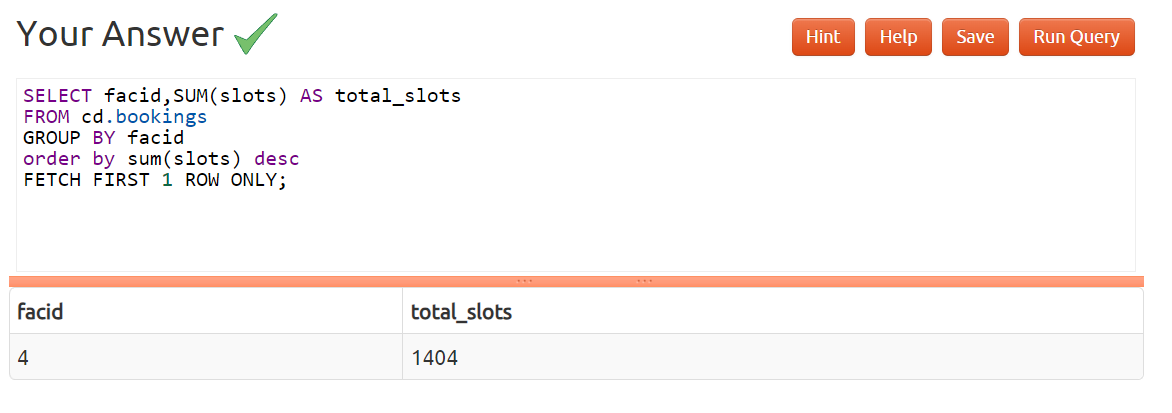 Your Answer
Hint Help Save Run Query
SELECT facid,SUM(slots) AS total_slots
FROM cd.bookings
GROUP BY facid
order by sum(slots) desc
FETCH FIRST 1 ROW ONLY;
facid total_slots
4 1404